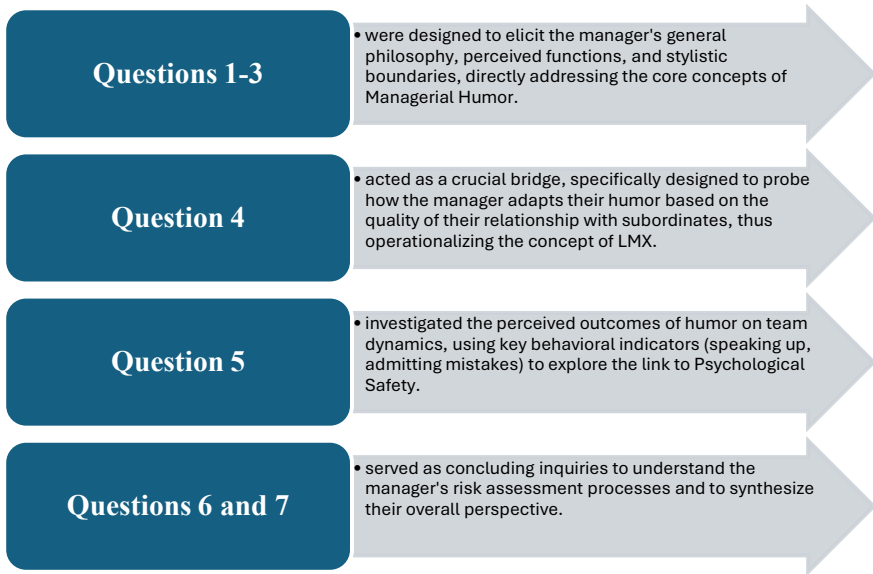 Questions 1-3
• were designed to elicit the manager's general
philosophy, perceived functions, and stylistic
boundaries, directly addressing the core concepts of
Managerial Humor.
Question 4
• acted as a crucial bridge, specifically designed to probe
how the manager adapts their humor based on the
quality of their relationship with subordinates, thus
operationalizing the concept of LMX.
Question 5
• investigated the perceived outcomes of humor on team
dynamics, using key behavioral indicators (speaking up,
admitting mistakes) to explore the link to Psychological
Safety.
Questions 6 and 7
• served as concluding inquiries to understand the
manager's risk assessment processes and to synthesize
their overall perspective.